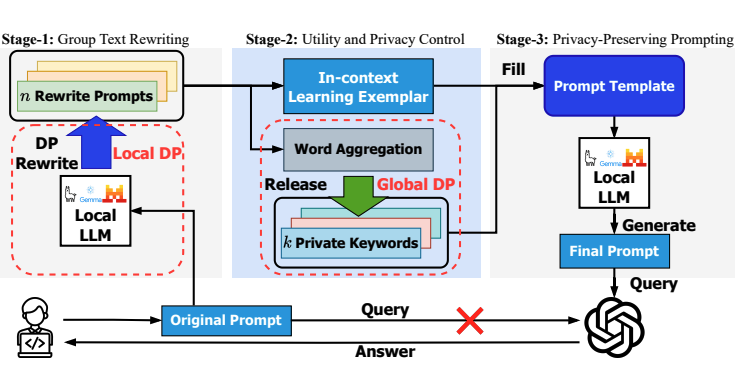 Stage-1: Group Text Rewriting
Stage-2: Utility and Privacy Control
Stage-3: Privacy-Preserving Prompting
n Rewrite Prompts
DP
Rewrite
Local DP
Gemma
Local
LLM
In-context
Learning Exemplar
Word Aggregation
Release
Global DP
k Private Keywords
Fill
Prompt Template
Gemma
Local
LLM
Generate
Final Prompt
Query
Original Prompt
Query
Answer